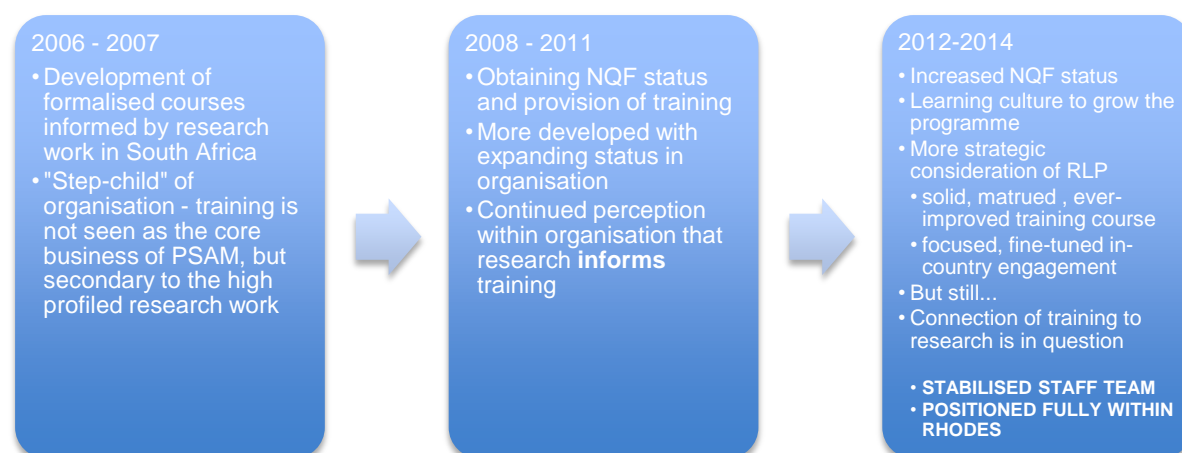 2006 - 2007
• Development of
formalised courses
informed by research
work in South Africa
• "Step-child" of
organisation - training is
not seen as the core
business of PSAM, but
secondary to the high
profiled research work
2008 - 2011
• Obtaining NQF status
and provision of training
• More developed with
expanding status in
organisation
• Continued perception
within organisation that
research informs
training
2012-2014
• Increased NQF status
• Learning culture to grow the
programme
• More strategic
consideration of RLP
• solid, matrued , ever-
improved training course
• focused, fine-tuned in-
country engagement
• But still...
• Connection of training to
research is in question
• STABILISED STAFF TEAM
• POSITIONED FULLY WITHIN
RHODES